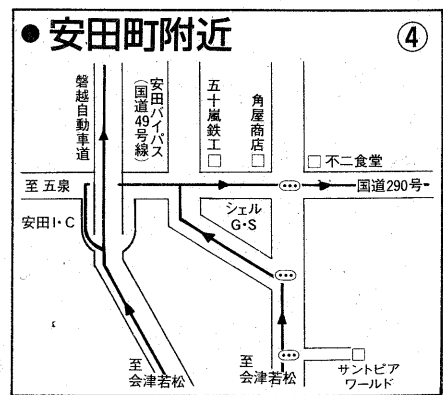 ● 安田町附近
④
磐越自動車道
安田バイパス
(国道49号線)
五十嵐鉄工
角屋商店
不二食堂
至 五泉
国道290号
安田I・C
シェル
G・S
至
会津若松
至
会津若松
サントピア
ワールド